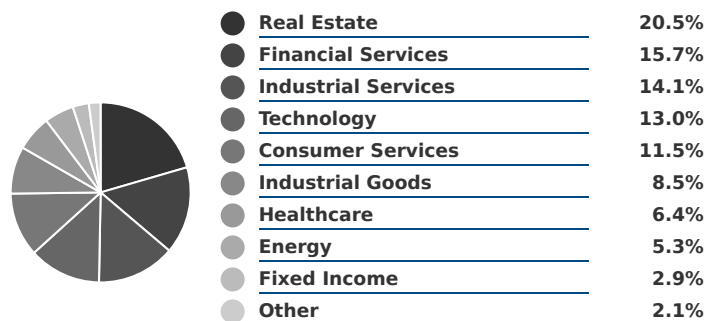 Real Estate 20.5%
Financial Services 15.7%
Industrial Services 14.1%
Technology 13.0%
Consumer Services 11.5%
Industrial Goods 8.5%
Healthcare 6.4%
Energy 5.3%
Fixed Income 2.9%
Other 2.1%